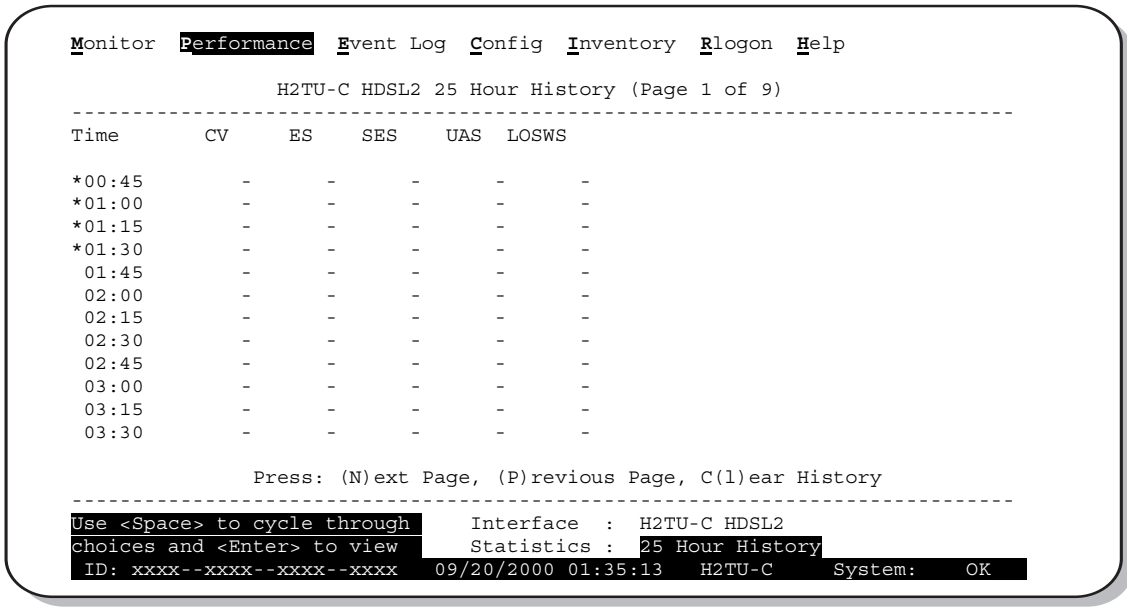 Monitor Performance Event Log Config Inventory Rlogon Help
H2TU-C HDSL2 25 Hour History (Page 1 of 9)
--------------------------------------------------------------------------------
Time CV ES SES UAS LOSWS
*00:45 - - - - -
*01:00 - - - - -
*01:15 - - - - -
*01:30 - - - - -
01:45 - - - - -
02:00 - - - - -
02:15 - - - - -
02:30 - - - - -
02:45 - - - - -
03:00 - - - - -
03:15 - - - - -
03:30 - - - - -
Press: (N)ext Page, (P)revious Page, C(l)ear History
--------------------------------------------------------------------------------
Use <Space> to cycle through Interface : H2TU-C HDSL2
choices and <Enter> to view Statistics : 25 Hour History
ID: xxxx--xxxx--xxxx--xxxx 09/20/2000 01:35:13 H2TU-C System: OK